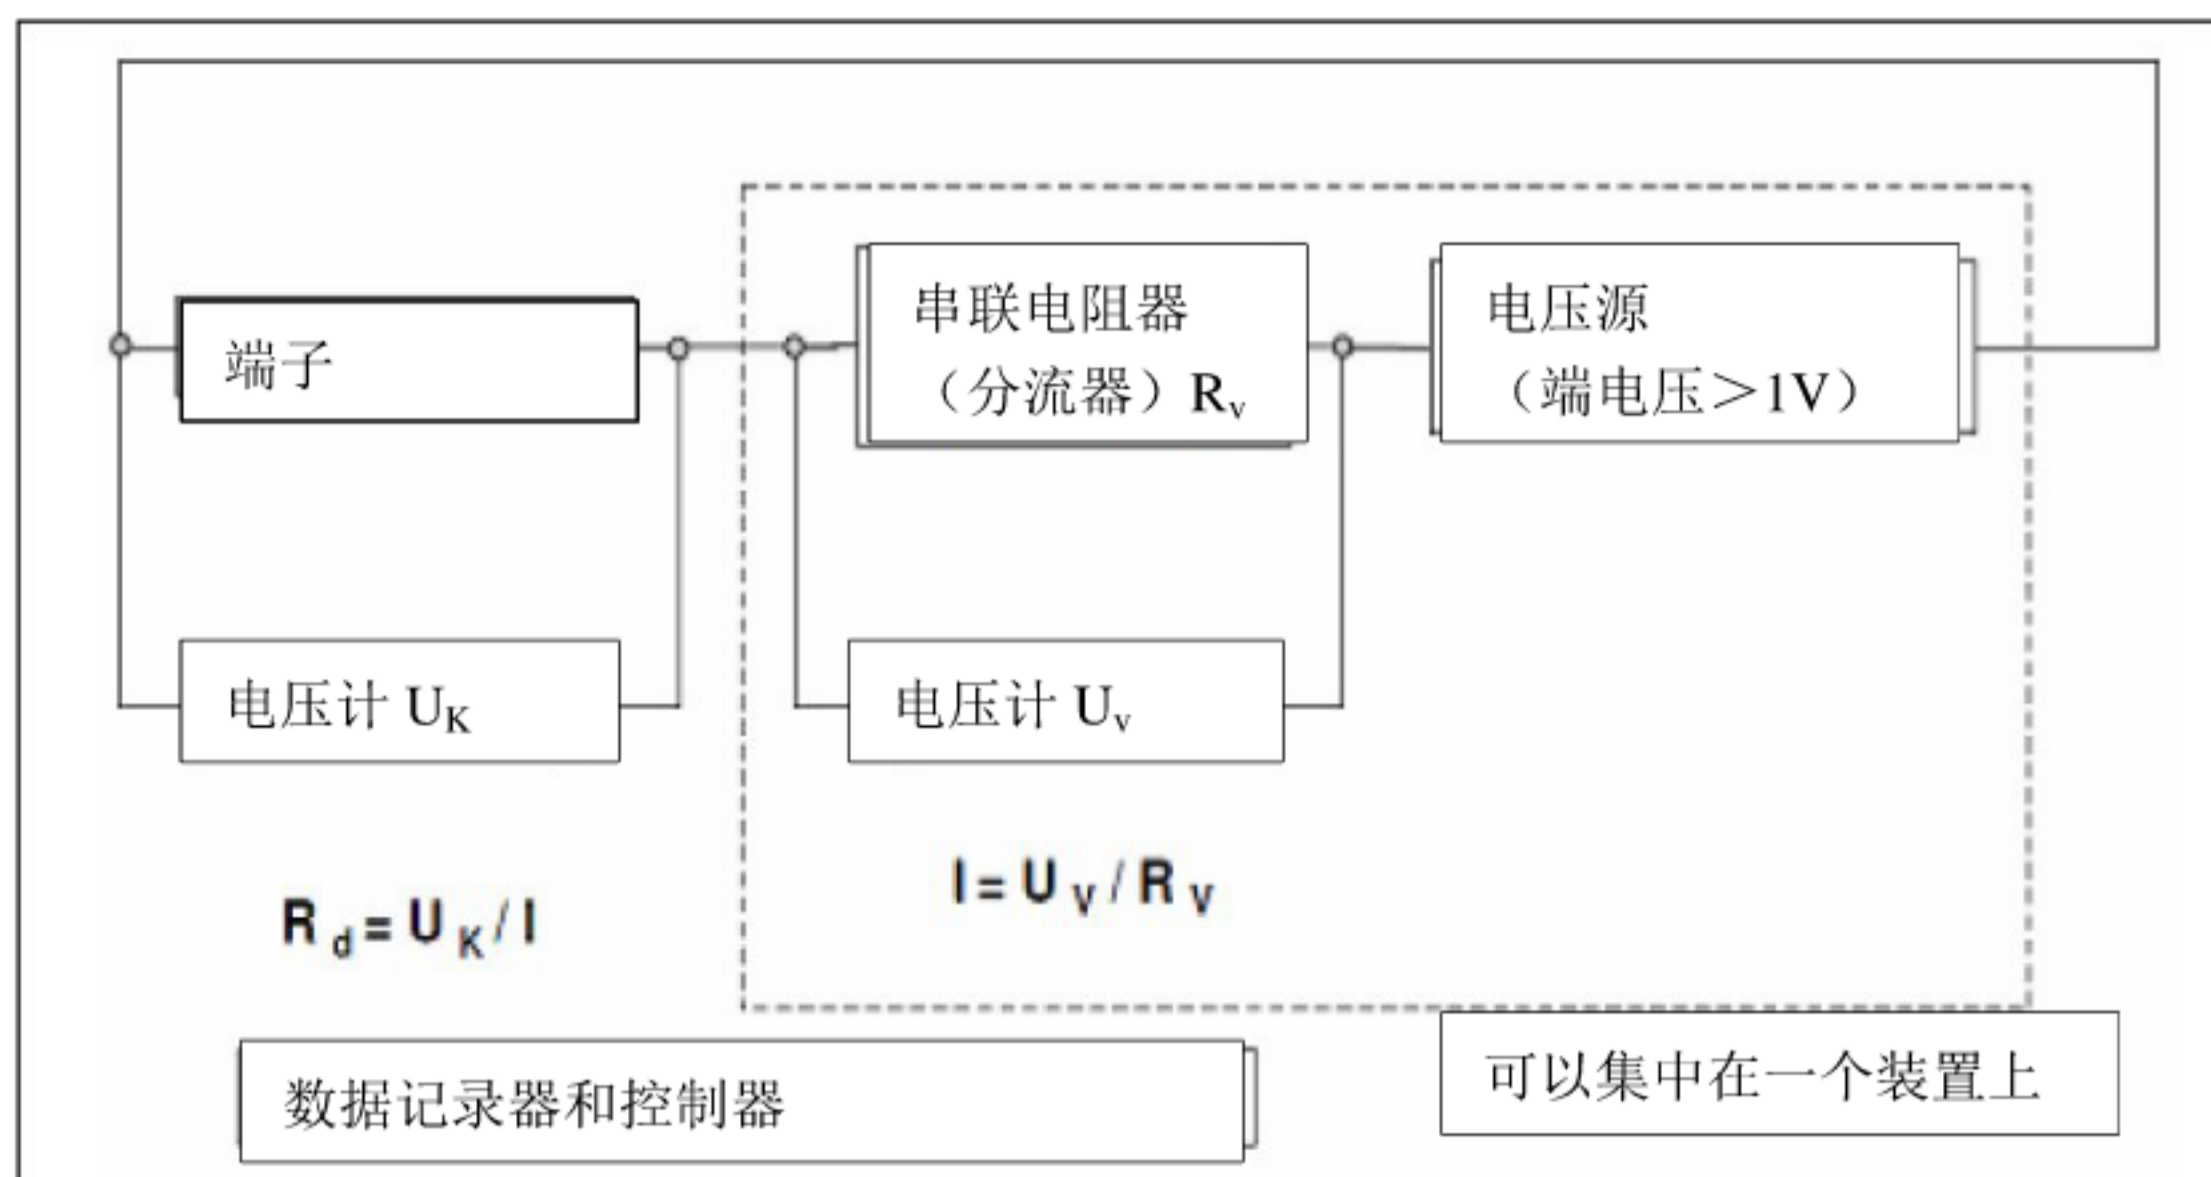 端子
串联电阻器
（分流器）Rv
电压源
（端电压＞1V）
电压计 UK
电压计 Uv
Rd=UK/I
I=UV/RV
数据记录器和控制器
可以集中在一个装置上